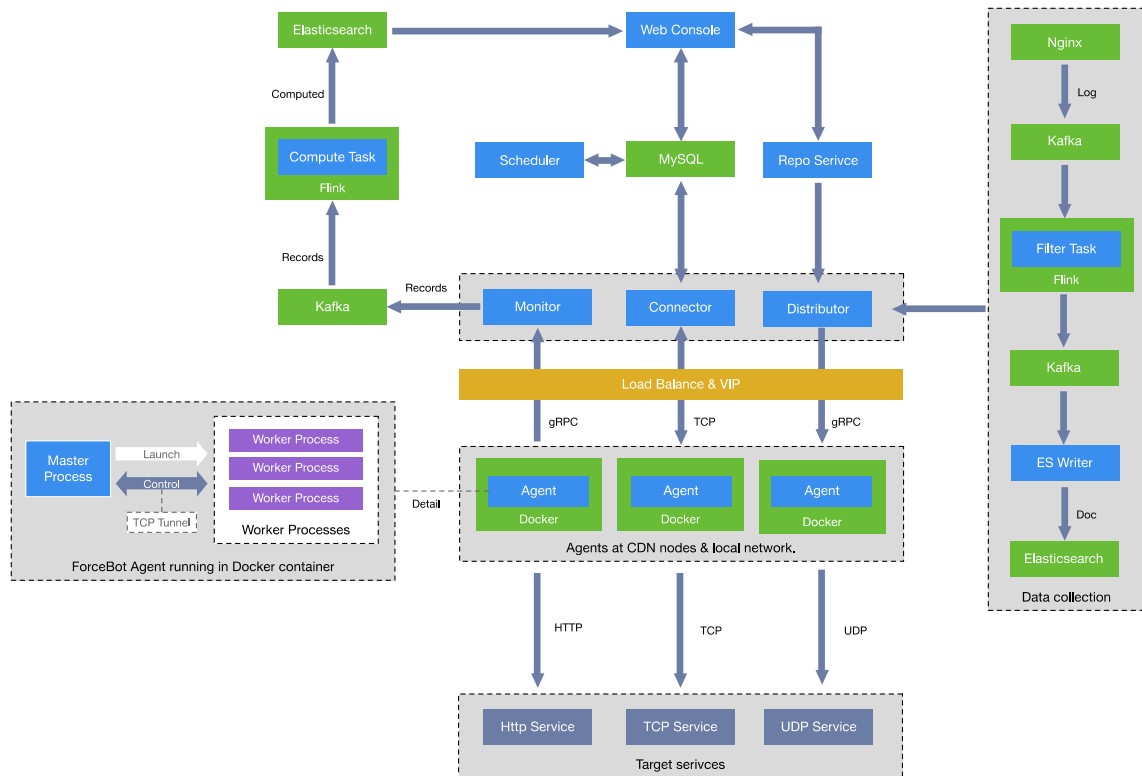 Elasticsearch
Web Console
Nginx
Log
Computed
Kafka
Compute Task
Flink
Scheduler
MySQL
Repo Serivce
Filter Task
Flink
Records
Records
Kafka
Monitor
Connector
Distributor
Kafka
Load Balance & VIP
gRPC
TCP
gRPC
Master
Process
Launch
Control
TCP Tunnel
Worker Process
Worker Process
Worker Process
Worker Processes
ForceBot Agent running in Docker container
Detail
Agent
Docker
Agent
Docker
Agent
Docker
Agents at CDN nodes & local network.
ES Writer
Doc
Elasticsearch
Data collection
HTTP
TCP
UDP
Http Service
TCP Service
UDP Service
Target serivces